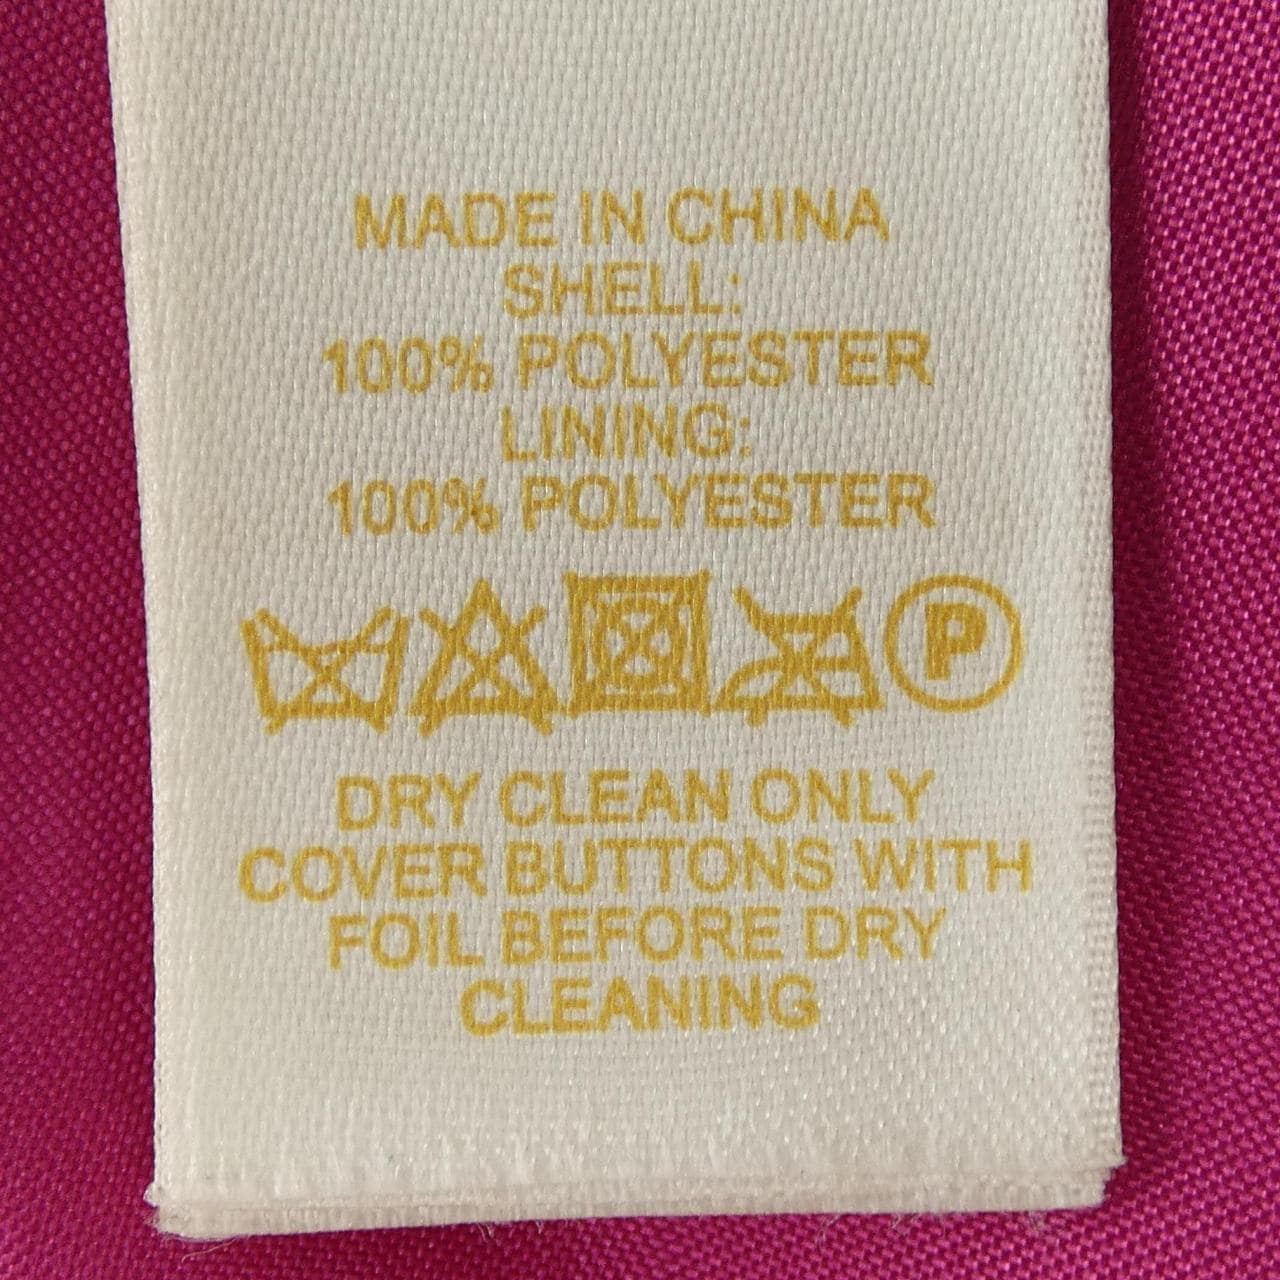 MADE IN CHINA
SHELL:
100% POLYESTER
LINING:
100% POLYESTER
P
DRY CLEAN ONLY
COVER BUTTONS WITH
FOIL BEFORE DRY
CLEANING